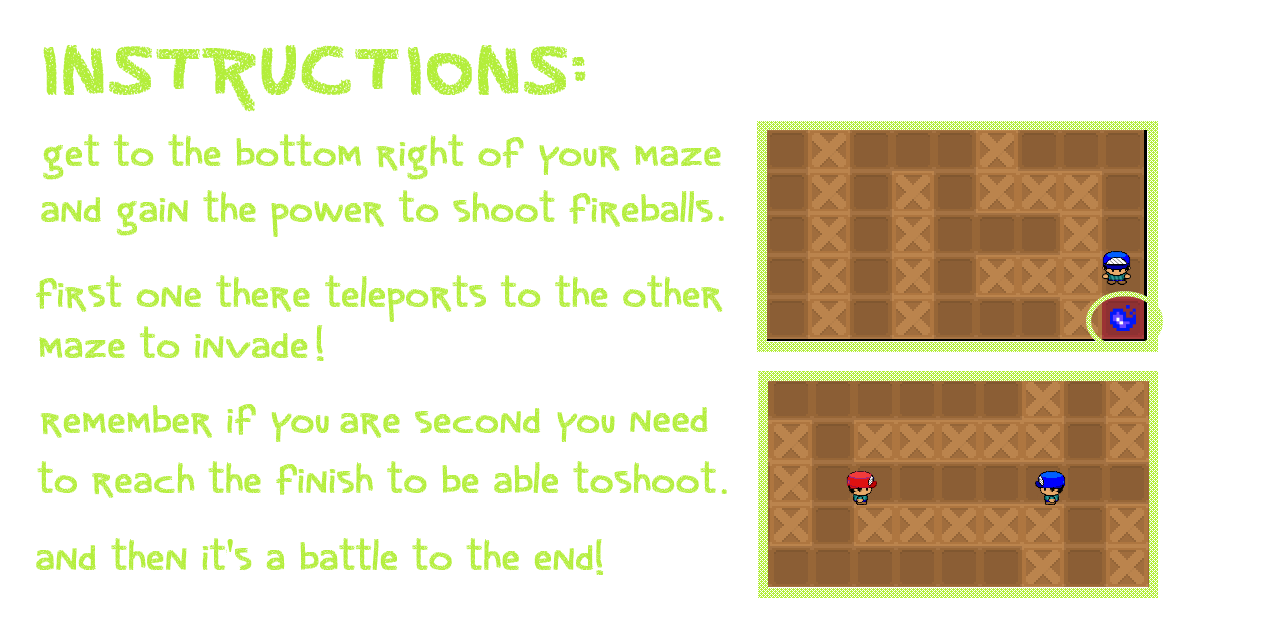 INSTRUCTIONS:
get to the bottom right of your maze
and gain the power to shoot fireballs.
first one there teleports to the other
maze to invade!
remember if you are second you need
to reach the finish to be able toshoot.
and then it's a battle to the end!